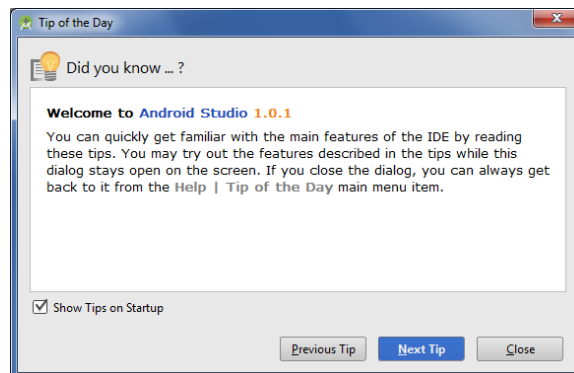 Tip of the Day
Did you know ... ?
Welcome to Android Studio 1.0.1
You can quickly get familiar with the main features of the IDE by reading
these tips. You may try out the features described in the tips while this
dialog stays open on the screen. If you close the dialog, you can always get
back to it from the Help | Tip of the Day main menu item.
Show Tips on Startup
Previous Tip
Next Tip
Close